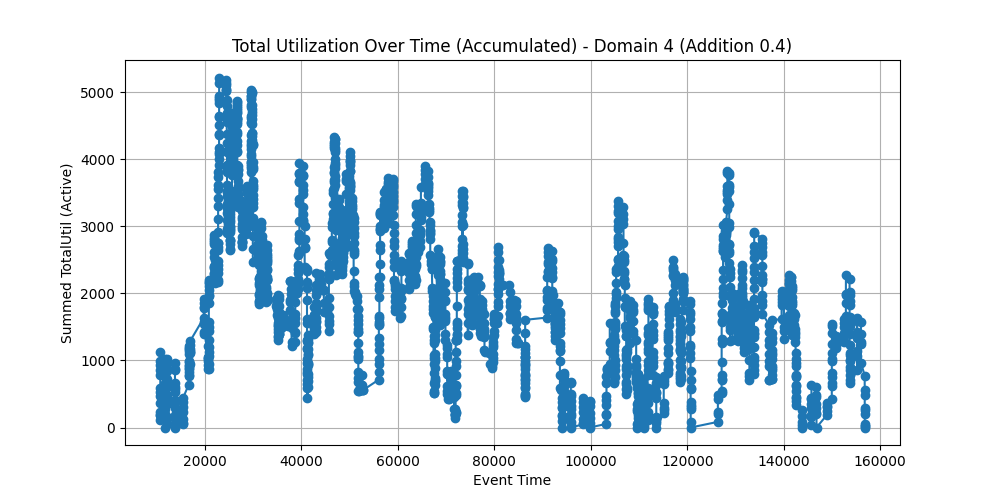 Total Utilization Over Time (Accumulated) - Domain 4 (Addition 0.4)
Summed TotalUtil (Active)
5000
4000
3000
2000
1000
0
20000 40000 60000 80000 100000 120000 140000 160000
Event Time